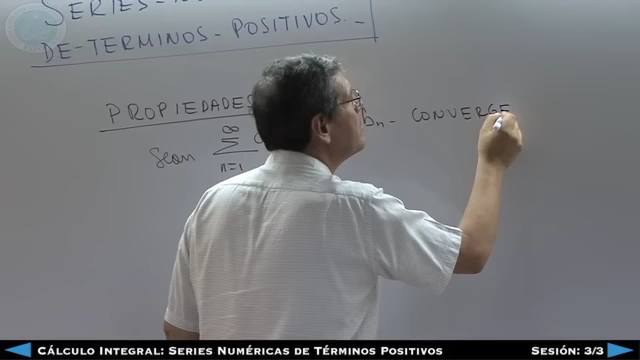 SERIES-
DE-TERMINOS-POSITIVOS._
PROPIEDADES
Sean ∞ ∑ n=1 bn - CONVERGE
CÁLCULO INTEGRAL: SERIES NUMÉRICAS DE TÉRMINOS POSITIVOS
SESIÓN: 3/3